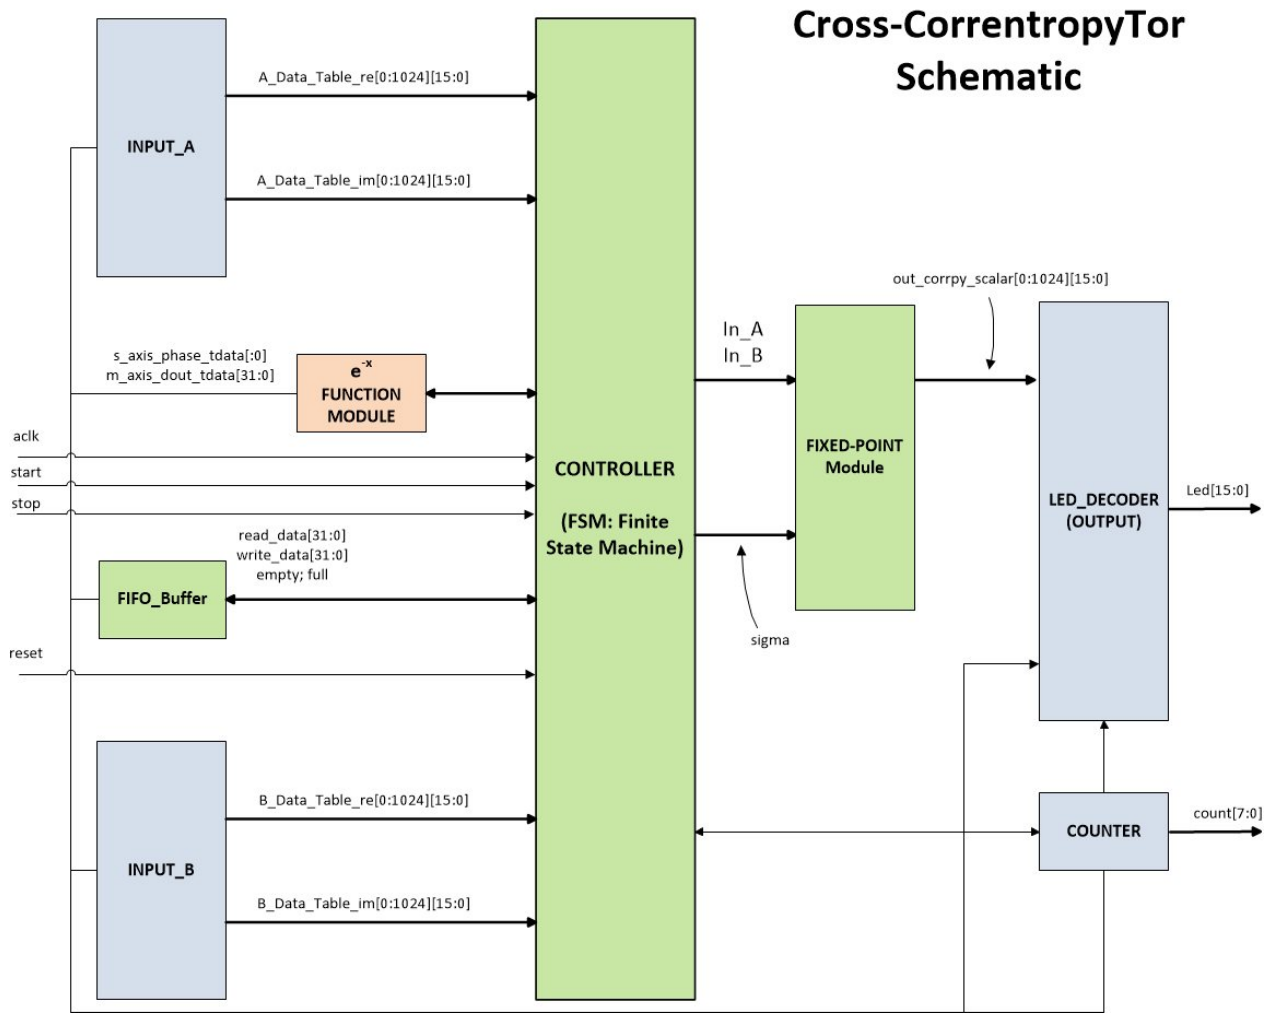 Cross-CorrentropyTor
Schematic
A_Data_Table_re[0:1024][15:0]
INPUT_A
A_Data_Table_im[0:1024][15:0]
out_corrpy_scalar[0:1024][15:0]
In_A
In_B
s_axis_phase_tdata[:0]
m_axis_dout_tdata[31:0]
e-x
FUNCTION
MODULE
aclk
start
stop
CONTROLLER
(FSM: Finite
State Machine)
FIXED-POINT
Module
LED_DECODER
(OUTPUT)
Led[15:0]
read_data[31:0]
write_data[31:0]
empty; full
FIFO_Buffer
sigma
reset
B_Data_Table_re[0:1024][15:0]
INPUT_B
B_Data_Table_im[0:1024][15:0]
COUNTER
count[7:0]